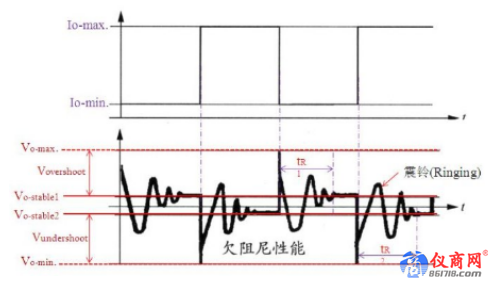 Io-max.
Io-min.
t
Vo-max.
Vovershoot
Vo-stable1
Vo-stable2
Vundershoot
Vo-min.
tR
1
震铃(Ringing)
t
欠阻尼性能
tR
2
仪商网
861718.com